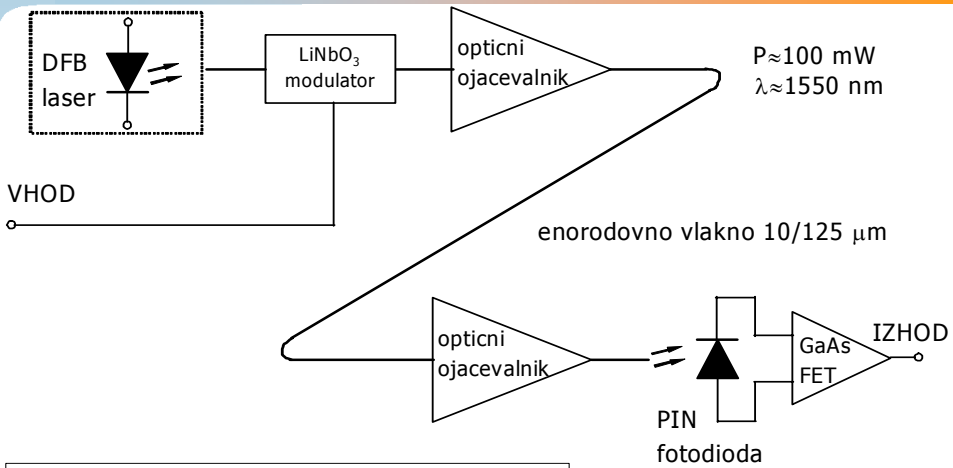 DFB
laser
LiNbO₃
modulator
opticni
ojacevalnik
P≈100 mW
λ≈1550 nm
VHOD
enorodovno vlakno 10/125 μm
opticni
ojacevalnik
GaAs
FET
IZHOD
PIN
fotodioda